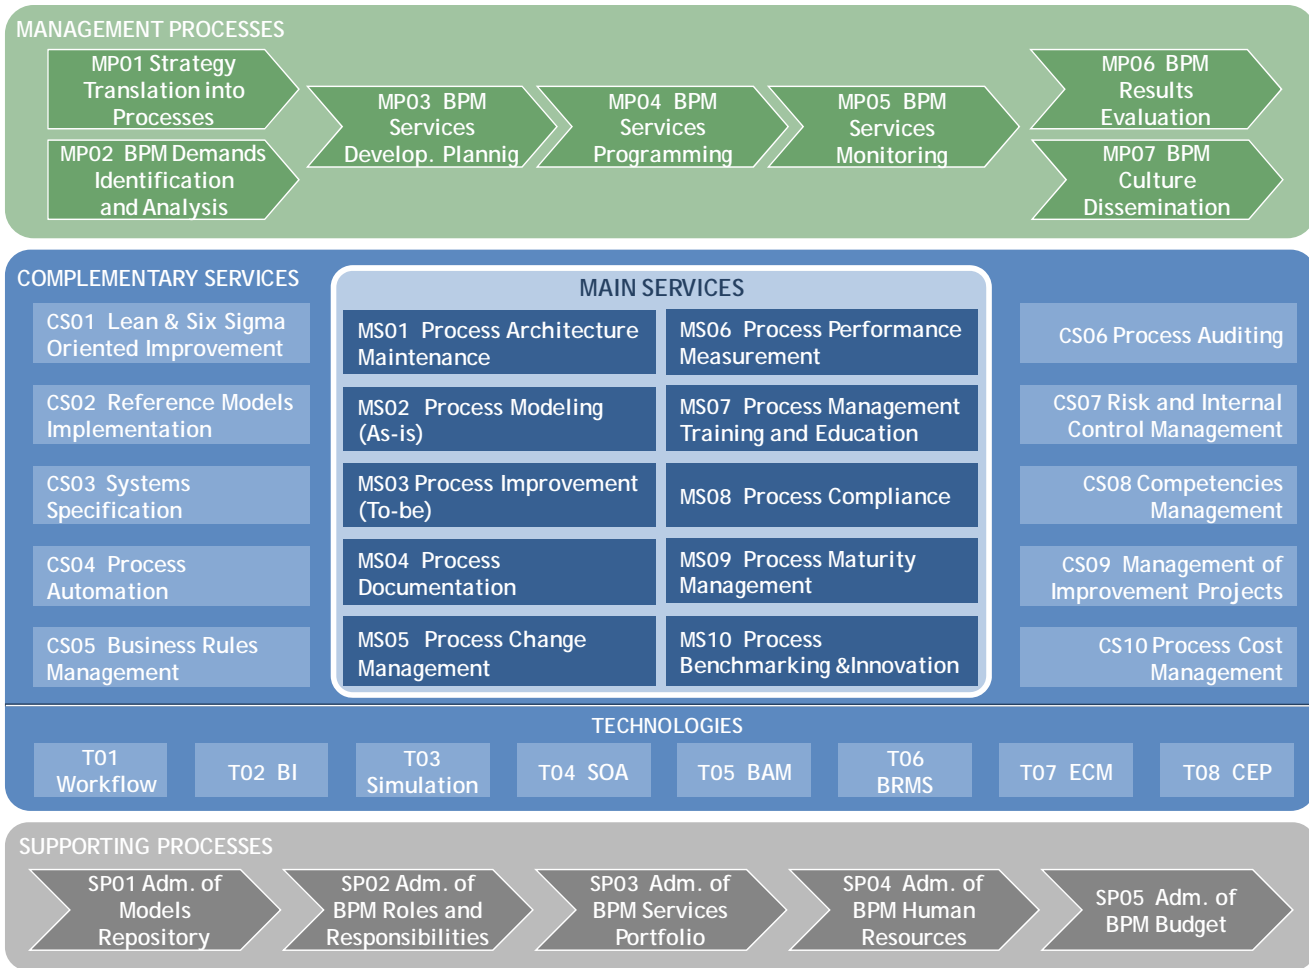 MANAGEMENT PROCESSES
MP01 Strategy
Translation into
Processes
MP02 BPM Demands
Identification
and Analysis
MP03 BPM
Services
Develop. Plannig
MP04 BPM
Services
Programming
MP05 BPM
Services
Monitoring
MP06 BPM
Results
Evaluation
MP07 BPM
Culture
Dissemination
COMPLEMENTARY SERVICES
CS01 Lean & Six Sigma
Oriented Improvement
CS02 Reference Models
Implementation
CS03 Systems
Specification
CS04 Process
Automation
CS05 Business Rules
Management
MAIN SERVICES
MS01 Process Architecture
Maintenance
MS02 Process Modeling
(As-is)
MS03 Process Improvement
(To-be)
MS04 Process
Documentation
MS05 Process Change
Management
MS06 Process Performance
Measurement
MS07 Process Management
Training and Education
MS08 Process Compliance
MS09 Process Maturity
Management
MS10 Process
Benchmarking &Innovation
CS06 Process Auditing
CS07 Risk and Internal
Control Management
CS08 Competencies
Management
CS09 Management of
Improvement Projects
CS10 Process Cost
Management
TECHNOLOGIES
T01
Workflow
T02 BI
T03
Simulation
T04 SOA
T05 BAM
T06
BRMS
T07 ECM
T08 CEP
SUPPORTING PROCESSES
SP01 Adm. of
Models
Repository
SP02 Adm. of
BPM Roles and
Responsibilities
SP03 Adm. of
BPM Services
Portfolio
SP04 Adm. of
BPM Human
Resources
SP05 Adm. of
BPM Budget